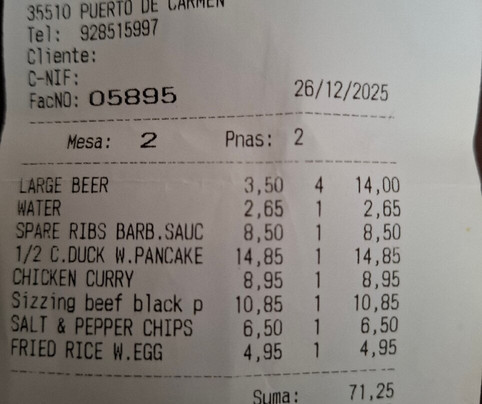 35510 PUERTO DE CARMEN
Tel: 928515997
Cliente:
C-NIF:
FacNO: 05895 26/12/2025
Mesa: 2 Pnas: 2
LARGE BEER 3,50 4 14,00
WATER 2,65 1 2,65
SPARE RIBS BARB.SAUC 8,50 1 8,50
1/2 C.DUCK W.PANCAKE 14,85 1 14,85
CHICKEN CURRY 8,95 1 8,95
Sizzing beef black p 10,85 1 10,85
SALT & PEPPER CHIPS 6,50 1 6,50
FRIED RICE W.EGG 4,95 1 4,95
Suma: 71,25